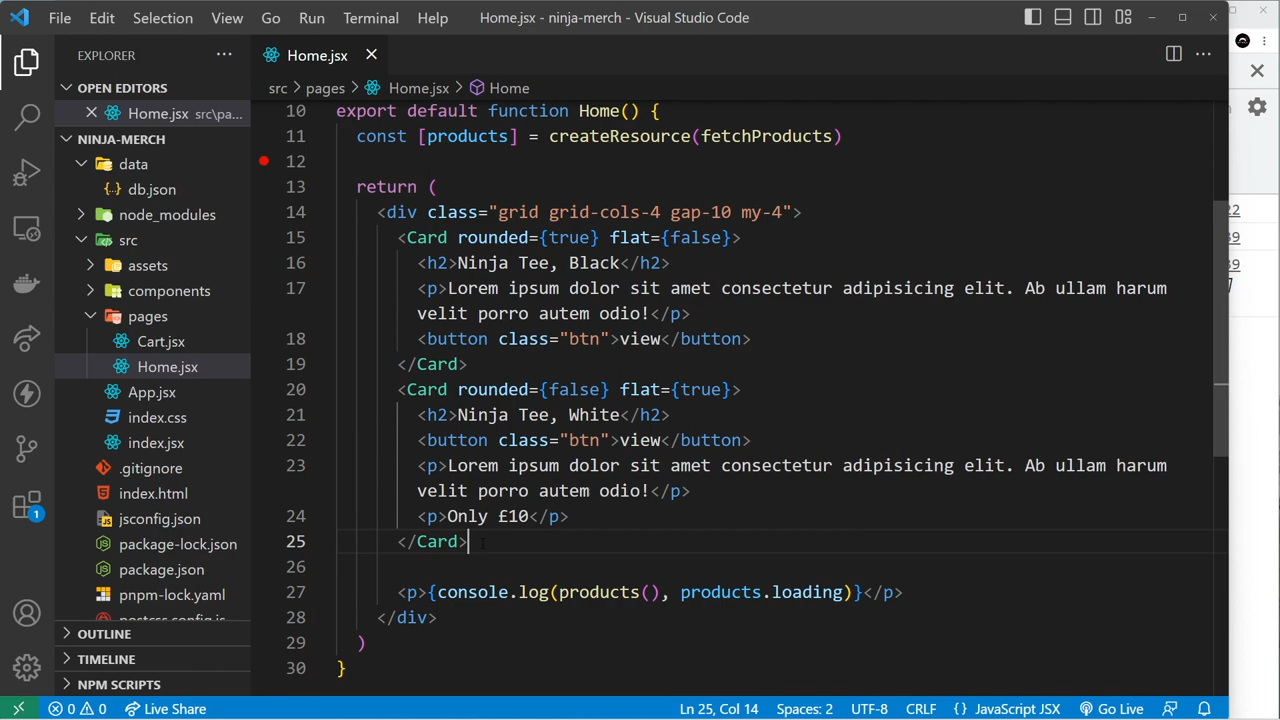 File Edit Selection View Go Run Terminal Help Home.jsx - ninja-merch - Visual Studio Code
EXPLORER
OPEN EDITORS
Home.jsx src\pa...
NINJA-MERCH
data
db.json
node_modules
src
assets
components
pages
Cart.jsx
Home.jsx
App.jsx
index.css
index.jsx
.gitignore
index.html
jsconfig.json
package-lock.json
package.json
pnpm-lock.yaml
postcss.config.js
OUTLINE
TIMELINE
NPM SCRIPTS
1
Home.jsx
src > pages > Home.jsx > Home
10 export default function Home() {
11 const [products] = createResource(fetchProducts)
12
13 return (
14 <div class="grid grid-cols-4 gap-10 my-4">
15 <Card rounded={true} flat={false}>
16 <h2>Ninja Tee, Black</h2>
17 <p>Lorem ipsum dolor sit amet consectetur adipisicing elit. Ab ullam harum
velit porro autem odio!</p>
18 <button class="btn">view</button>
19 </Card>
20 <Card rounded={false} flat={true}>
21 <h2>Ninja Tee, White</h2>
22 <button class="btn">view</button>
23 <p>Lorem ipsum dolor sit amet consectetur adipisicing elit. Ab ullam harum
velit porro autem odio!</p>
24 <p>Only £10</p>
25 </Card>
26
27 <p>{console.log(products(), products.loading)}</p>
28 </div>
29 )
30 }
22
39
39
0 0 Live Share Ln 25, Col 14 Spaces: 2 UTF-8 CRLF {} JavaScript JSX Go Live